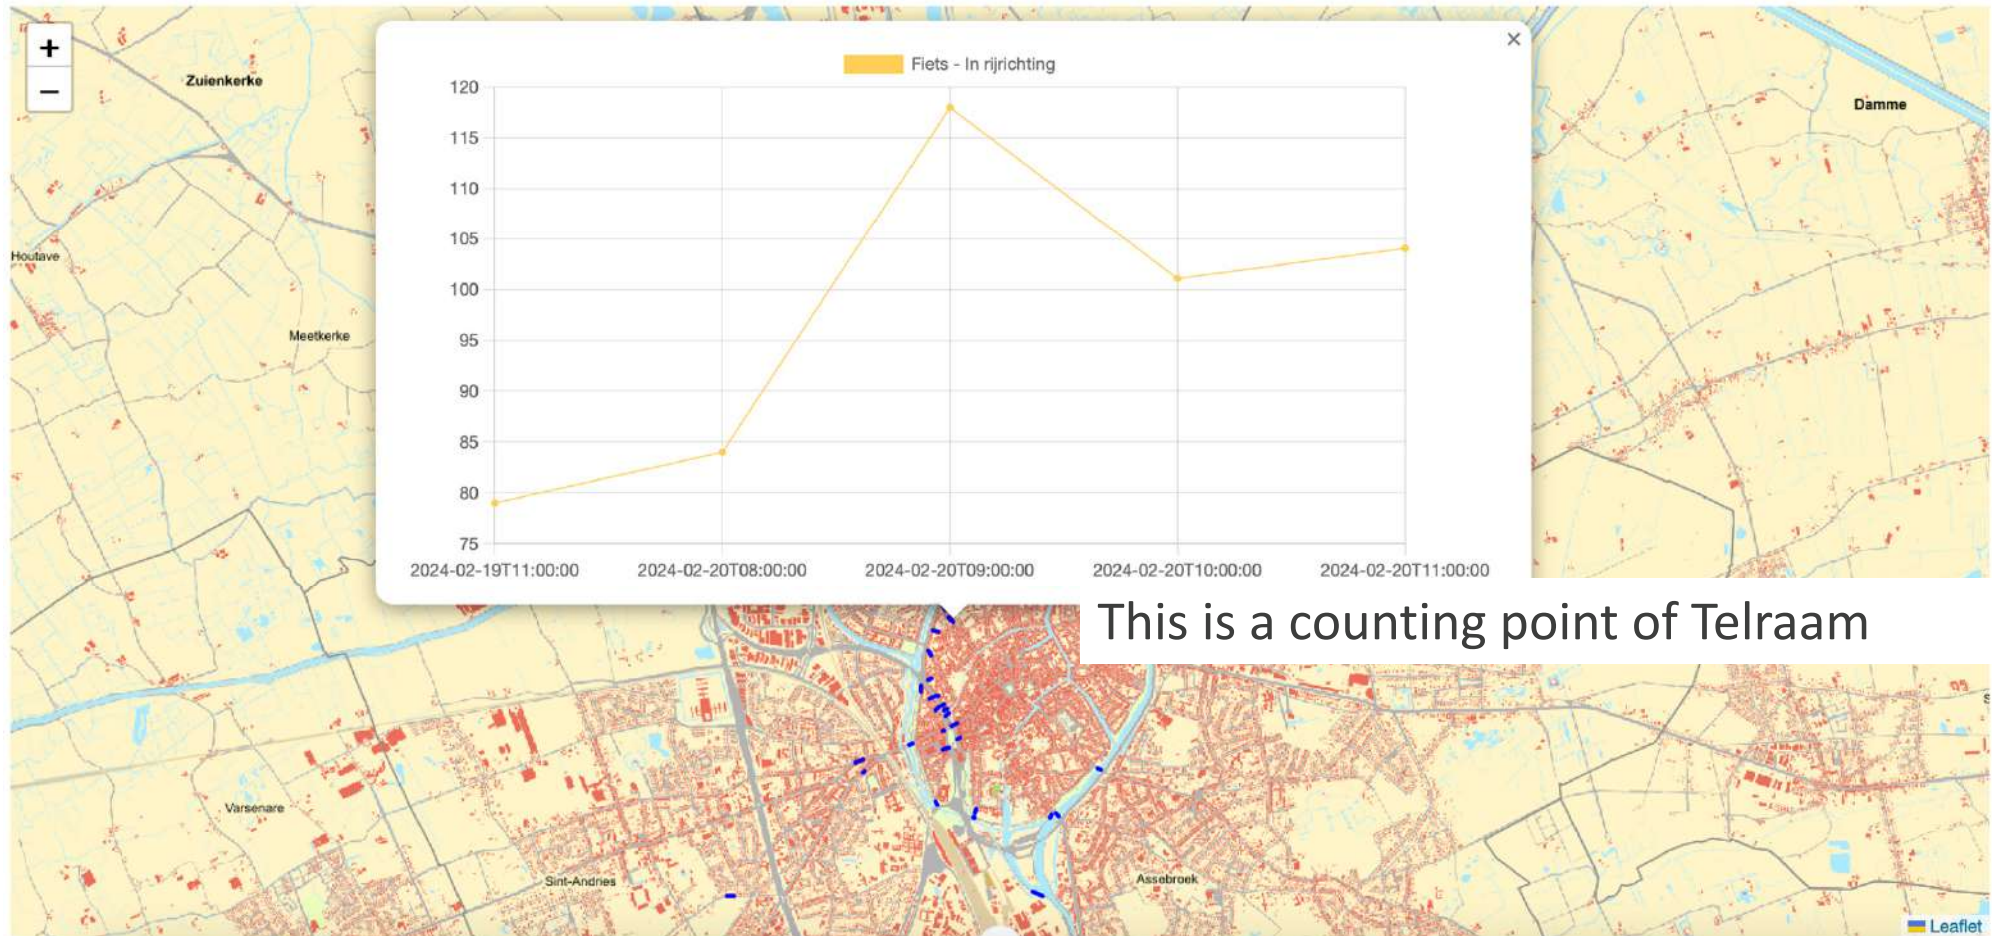 +
−
Zuienkerke
Houtave
Meetkerke
Damme
×
Fiets - In rijrichting
120
115
110
105
100
95
90
85
80
75
2024-02-19T11:00:00
2024-02-20T08:00:00
2024-02-20T09:00:00
2024-02-20T10:00:00
2024-02-20T11:00:00
This is a counting point of Telraam
Varsenare
Sint-Andries
Assebroek
Leaflet